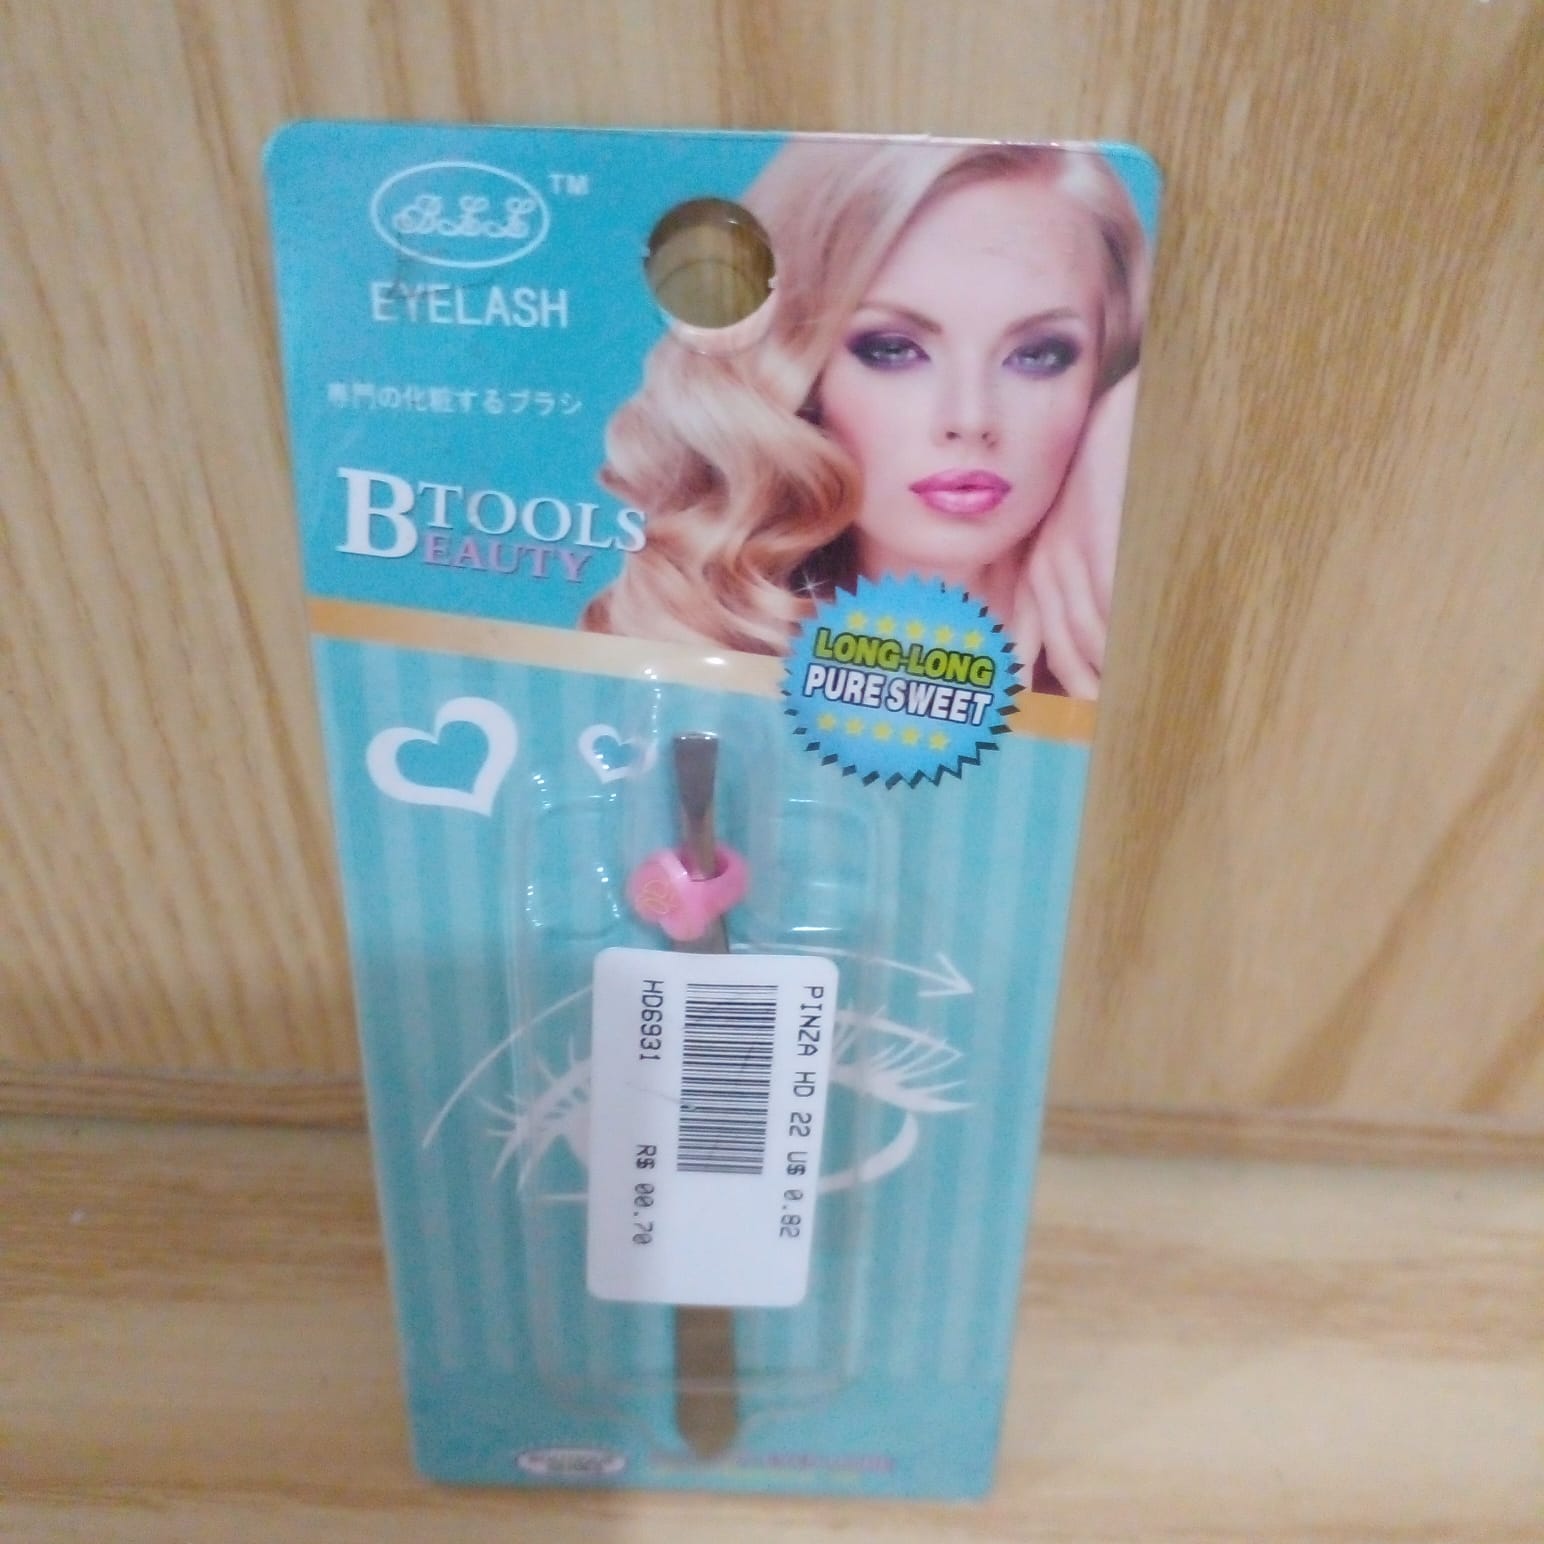 BLL TM
EYELASH
専門の化粧するブラシ
BTOOLS
EAUTY
LONG-LONG
PURE SWEET
PINZA HD 22 U$ 0.82
HD6931 R$ 00.70